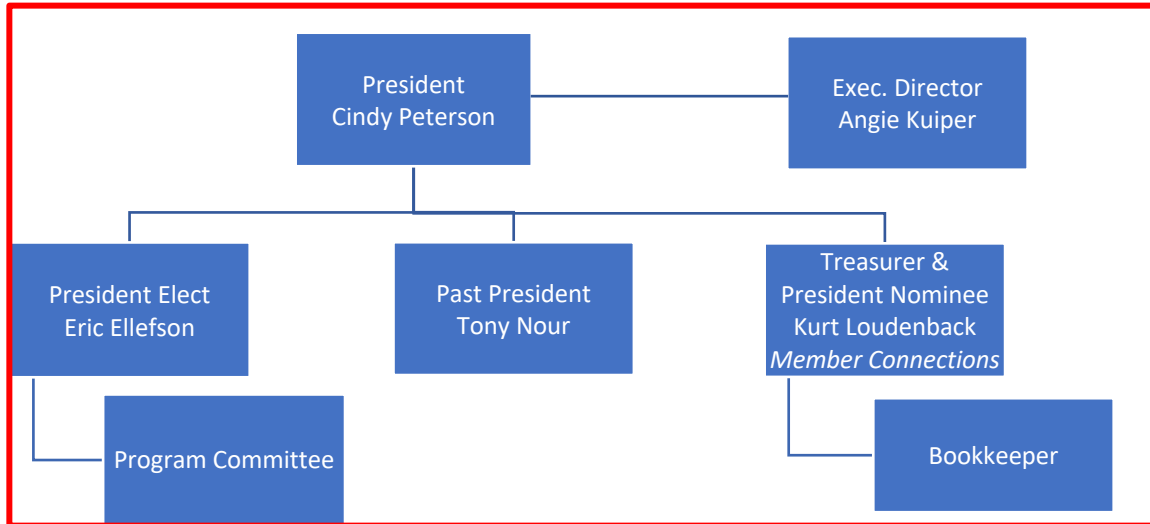 President
Cindy Peterson
Exec. Director
Angie Kuiper
President Elect
Eric Ellefson
Past President
Tony Nour
Treasurer &
President Nominee
Kurt Loudenback
Member Connections
Program Committee
Bookkeeper